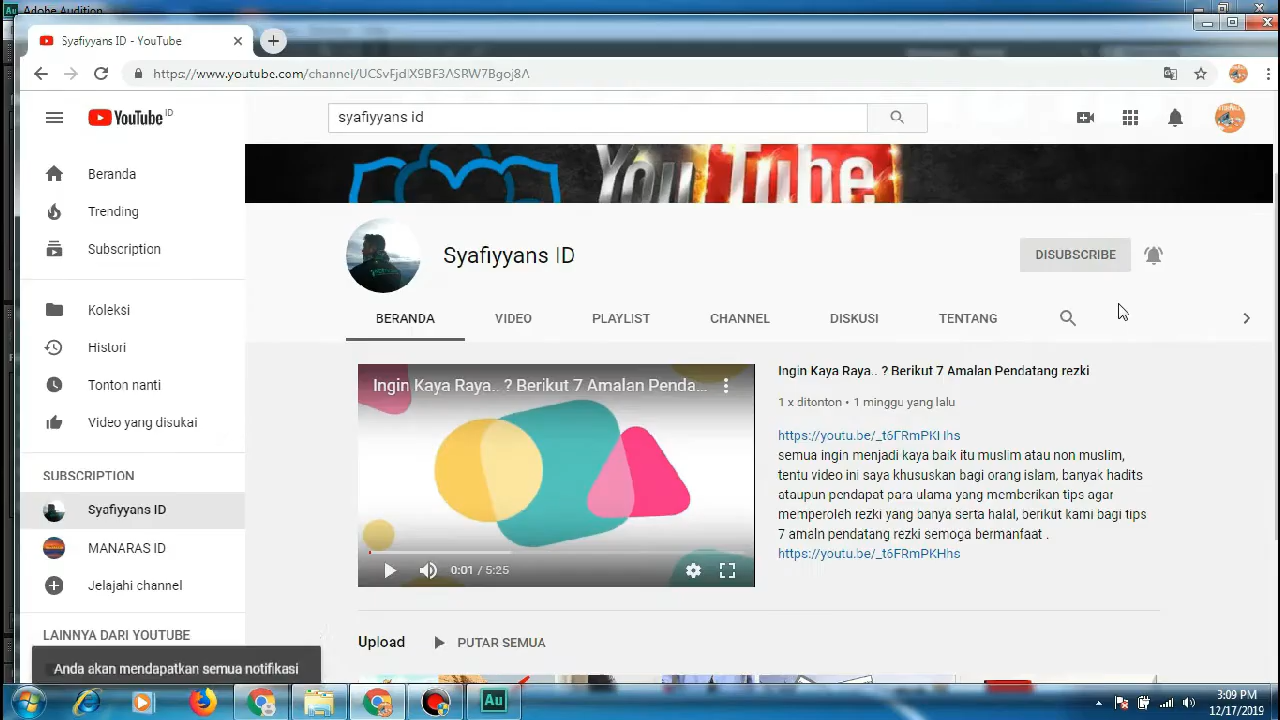 Adobe Audition
Syafiyyans ID - YouTube
https://www.youtube.com/channel/UCSvFjdlX9BF3ASRW7Bgoj8A
YouTube ID
syafiyyans id
Beranda
Trending
Subscription
Koleksi
Histori
Tonton nanti
Video yang disukai
SUBSCRIPTION
Syafiyyans ID
MANARAS ID
Jelajahi channel
LAINNYA DARI YOUTUBE
Anda akan mendapatkan semua notifikasi
YouTube
Syafiyyans ID
DISUBSCRIBE
BERANDA VIDEO PLAYLIST CHANNEL DISKUSI TENTANG
Ingin Kaya Raya.. ? Berikut 7 Amalan Penda...
0:01 / 5:25
Ingin Kaya Raya.. ? Berikut 7 Amalan Pendatang rezki
1 x ditonton • 1 minggu yang lalu
https://youtu.be/_t6FRmPKHhs
semua ingin menjadi kaya baik itu muslim atau non muslim,
tentu video ini saya khususkan bagi orang islam, banyak hadits
ataupun pendapat para ulama yang memberikan tips agar
memperoleh rezki yang banya serta halal, berikut kami bagi tips
7 amaln pendatang rezki semoga bermanfaat .
https://youtu.be/_t6FRmPKHhs
Upload PUTAR SEMUA
Au
3:09 PM
12/17/2019